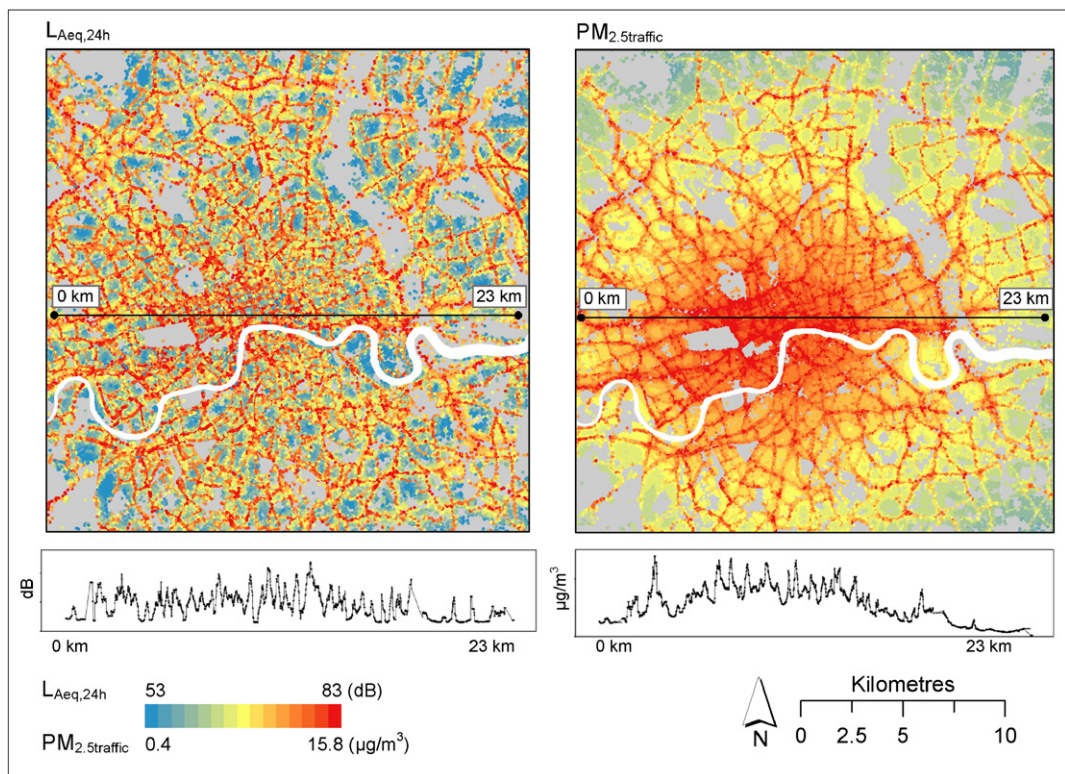 LAeq,24h
PM2.5traffic
0 km
23 km
0 km
23 km
dB
µg/m³
0 km
23 km
0 km
23 km
LAeq,24h 53 83 (dB)
PM2.5traffic 0.4 15.8 (µg/m³)
N
Kilometres
0 2.5 5 10